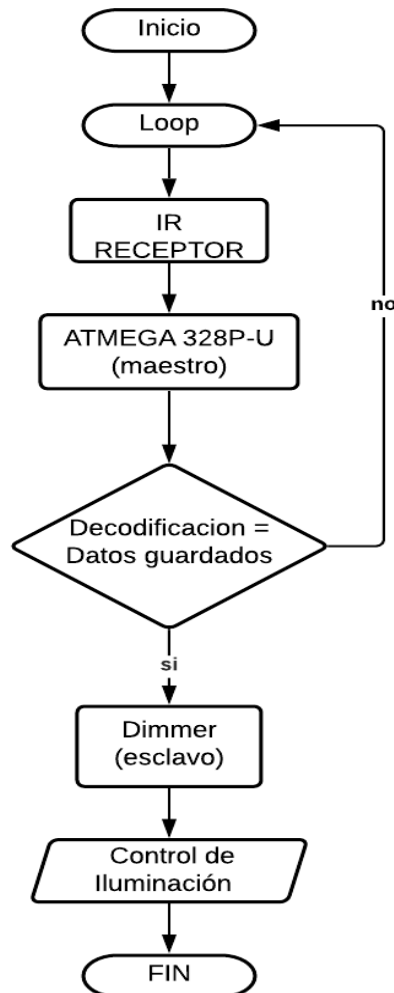 Inicio
Loop
IR
RECEPTOR
no
ATMEGA 328P-U
(maestro)
Decodificacion =
Datos guardados
si
Dimmer
(esclavo)
Control de
Iluminación
FIN